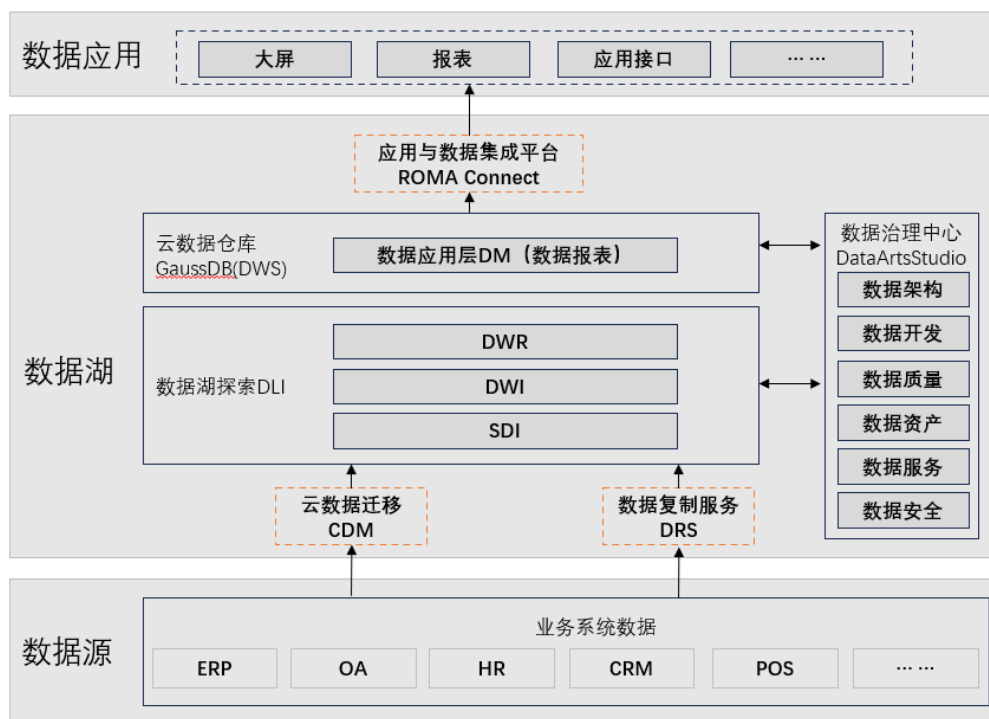 数据应用
大屏
报表
应用接口
… …
应用与数据集成平台
ROMA Connect
云数据仓库
GaussDB(DWS)
数据应用层DM（数据报表）
数据治理中心
DataArtsStudio
数据架构
数据开发
数据质量
数据资产
数据服务
数据安全
数据湖
数据湖探索DLI
DWR
DWI
SDI
云数据迁移
CDM
数据复制服务
DRS
数据源
业务系统数据
ERP
OA
HR
CRM
POS
… …